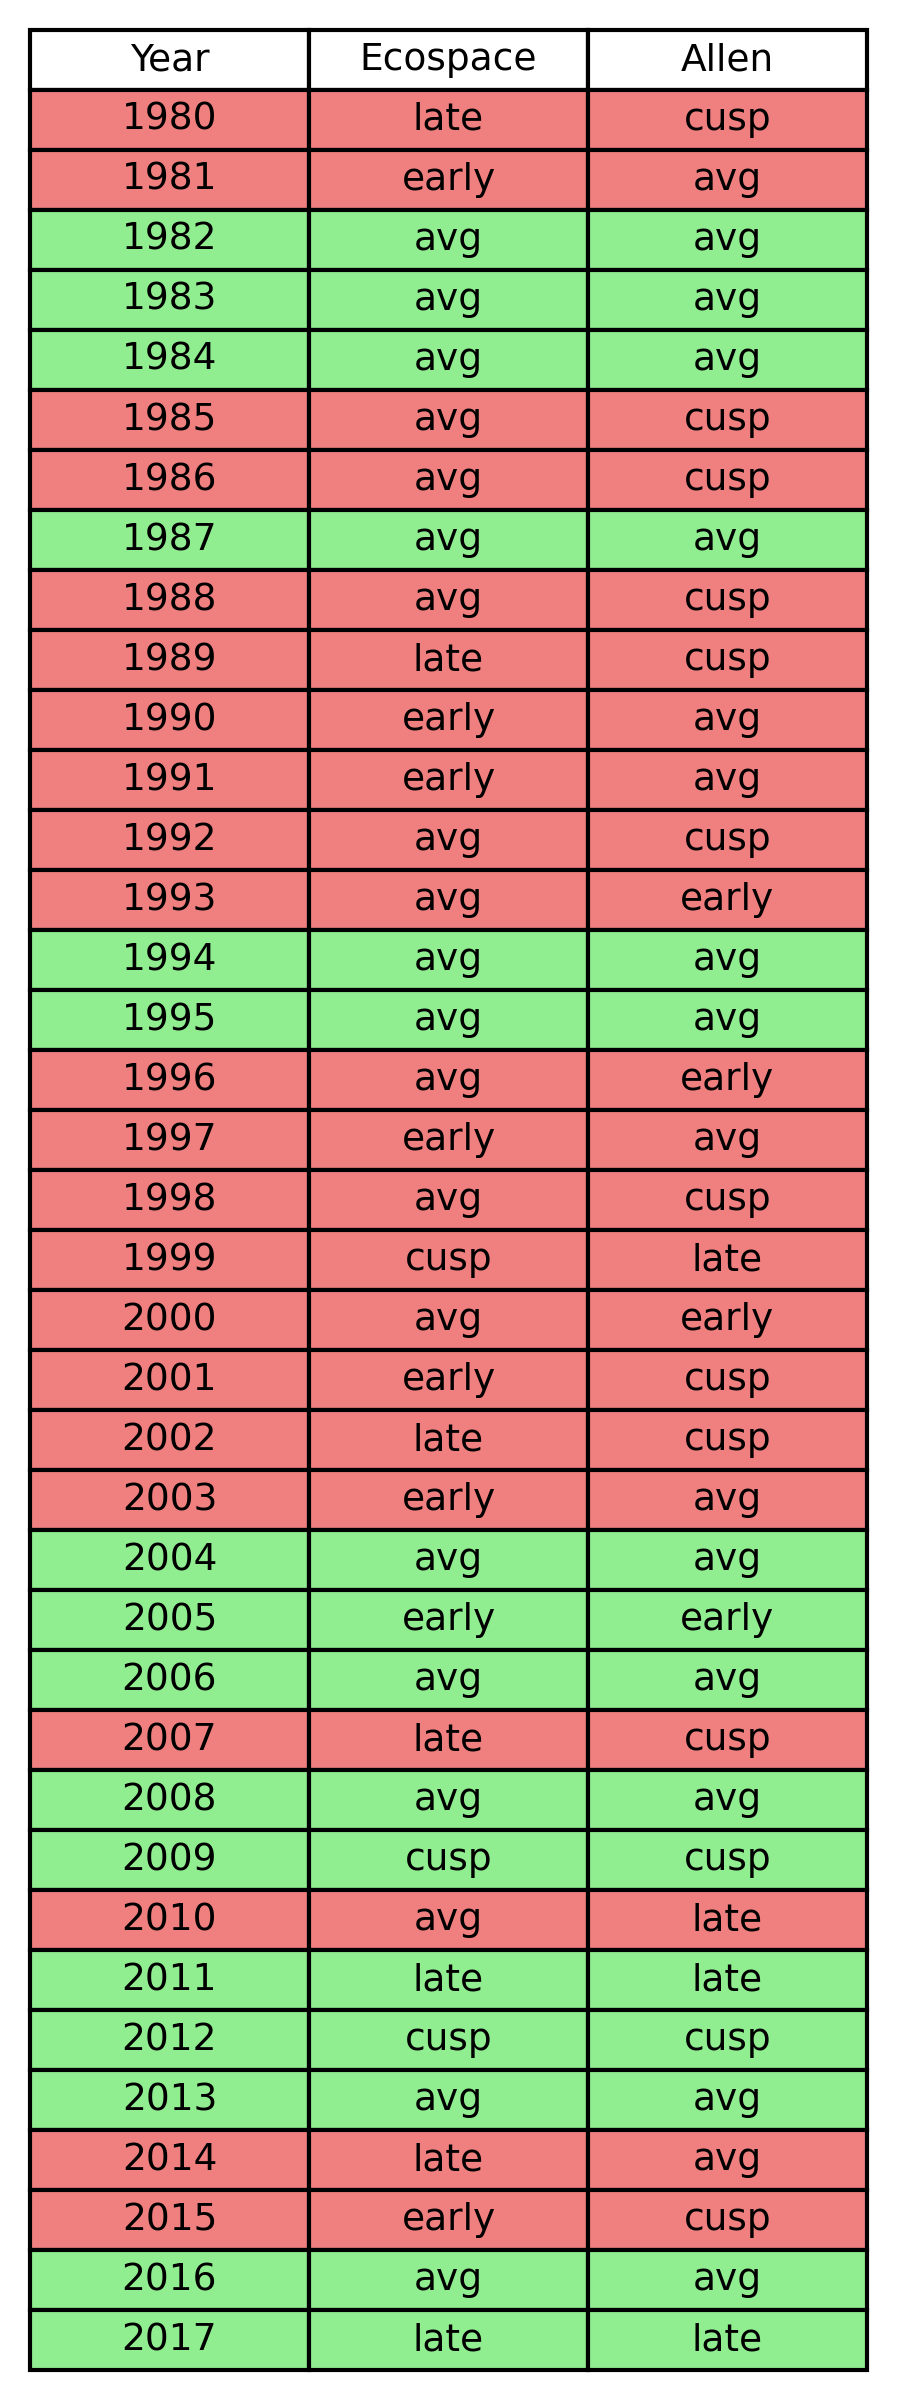 Year Ecospace Allen
1980 late cusp
1981 early avg
1982 avg avg
1983 avg avg
1984 avg avg
1985 avg cusp
1986 avg cusp
1987 avg avg
1988 avg cusp
1989 late cusp
1990 early avg
1991 early avg
1992 avg cusp
1993 avg early
1994 avg avg
1995 avg avg
1996 avg early
1997 early avg
1998 avg cusp
1999 cusp late
2000 avg early
2001 early cusp
2002 late cusp
2003 early avg
2004 avg avg
2005 early early
2006 avg avg
2007 late cusp
2008 avg avg
2009 cusp cusp
2010 avg late
2011 late late
2012 cusp cusp
2013 avg avg
2014 late avg
2015 early cusp
2016 avg avg
2017 late late